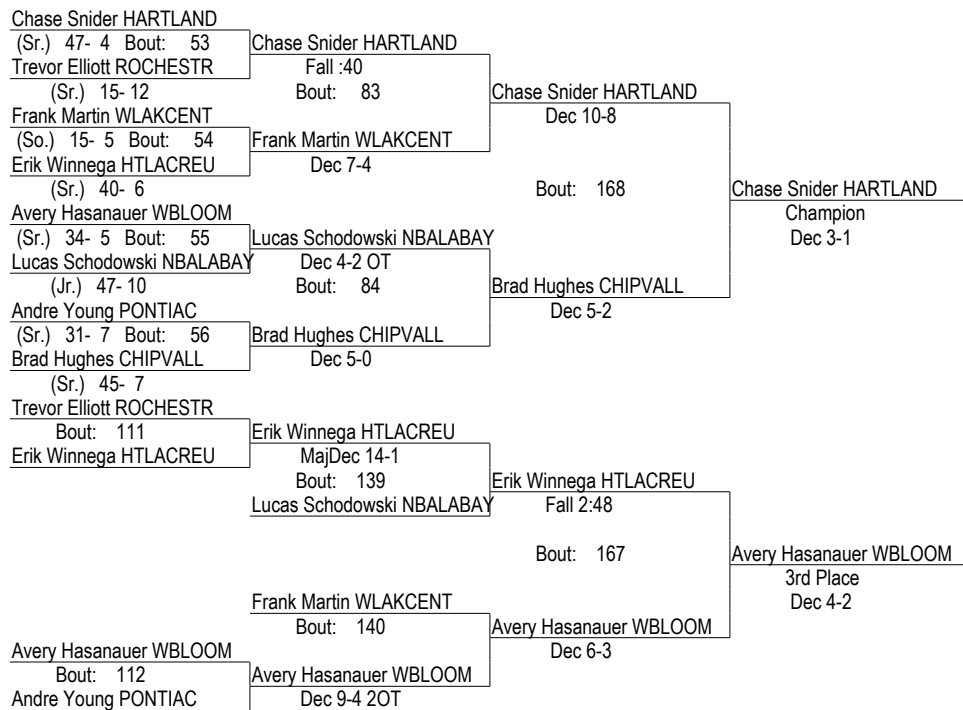 Chase Snider HARTLAND
(Sr.) 47- 4 Bout: 53 Chase Snider HARTLAND
Trevor Elliott ROCHESTR Fall :40
(Sr.) 15- 12 Bout: 83 Chase Snider HARTLAND
Frank Martin WLAKCENT Dec 10-8
(So.) 15- 5 Bout: 54 Frank Martin WLAKCENT
Erik Winnega HTLACREU Dec 7-4
(Sr.) 40- 6 Bout: 168 Chase Snider HARTLAND
Avery Hasanauer WBLOOM Champion
(Sr.) 34- 5 Bout: 55 Lucas Schodowski NBALABAY Dec 3-1
Lucas Schodowski NBALABAY Dec 4-2 OT
(Jr.) 47- 10 Bout: 84 Brad Hughes CHIPVALL
Andre Young PONTIAC Dec 5-2
(Sr.) 31- 7 Bout: 56 Brad Hughes CHIPVALL
Brad Hughes CHIPVALL Dec 5-0
(Sr.) 45- 7
Trevor Elliott ROCHESTR
Bout: 111 Erik Winnega HTLACREU
Erik Winnega HTLACREU MajDec 14-1
Bout: 139 Erik Winnega HTLACREU
Lucas Schodowski NBALABAY Fall 2:48
Bout: 167 Avery Hasanauer WBLOOM
3rd Place
Frank Martin WLAKCENT Dec 4-2
Bout: 140 Avery Hasanauer WBLOOM
Avery Hasanauer WBLOOM Dec 6-3
Bout: 112 Avery Hasanauer WBLOOM
Andre Young PONTIAC Dec 9-4 2OT